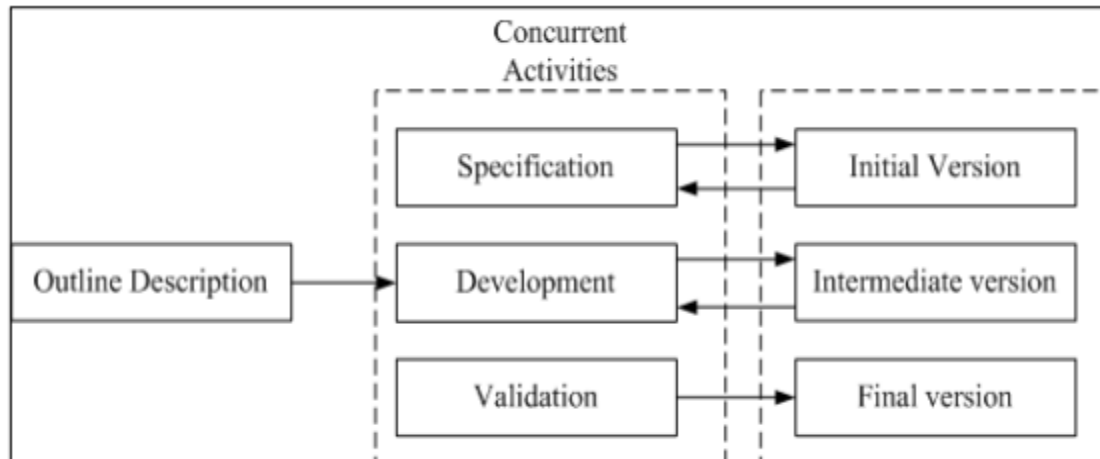 Concurrent
Activities
Specification
Initial Version
Outline Description
Development
Intermediate version
Validation
Final version